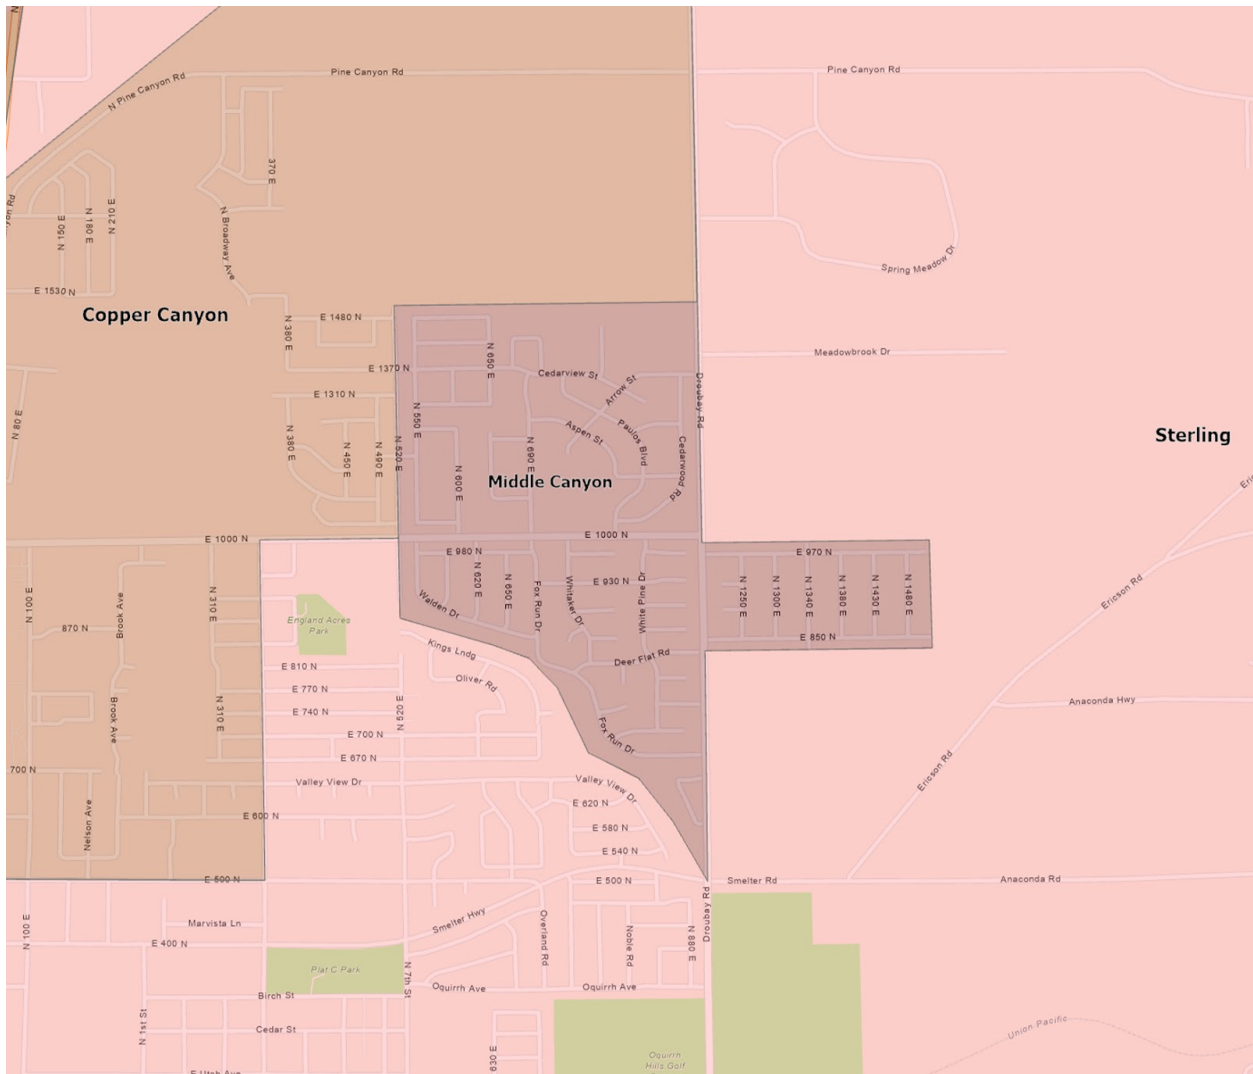 N
Pine Canyon Rd
Pine Canyon Rd
N Pine Canyon Rd
370 E
yon Rd
N 150 E
N 180 E
N 210 E
N Broadway Ave
Spring Meadow Dr
E 1530 N
Copper Canyon
N 380 E
E 1480 N
Meadowbrook Dr
N 650 E
E 1370 N
Cedarview St
Arrow St
Droubay Rd
E 1310 N
N 80 E
N 380 E
N 450 E
N 490 E
N 520 E
N 550 E
N 690 E
Aspen St
Paulos Blvd
Cedarwood Rd
Sterling
N 600 E
Middle Canyon
Eric
E 1000 N
E 1000 N
E 980 N
E 970 N
N 620 E
N 650 E
Fox Run Dr
Whitaker Dr
E 930 N
White Pine Dr
N 1250 E
N 1300 E
N 1340 E
N 1380 E
N 1430 E
N 1480 E
Ericson Rd
N 100 E
Brook Ave
N 310 E
Walden Dr
England Acres
Park
870 N
E 850 N
Kings Lndg
Deer Flat Rd
E 810 N
Oliver Rd
E 770 N
N 520 E
Brook Ave
N 310 E
E 740 N
Anaconda Hwy
E 700 N
Fox Run Dr
E 670 N
700 N
Ericson Rd
Valley View Dr
Valley View Dr
E 620 N
Nelson Ave
E 600 N
E 580 N
E 540 N
E 500 N
E 500 N
Smelter Rd
Anaconda Rd
N 100 E
Marvista Ln
Smelter Hwy
Overland Rd
Noble Rd
N 880 E
Droubay Rd
E 400 N
Plat C Park
N 7th St
Oquirrh Ave
Oquirrh Ave
Birch St
N 1st St
Cedar St
Union Pacific
630 E
Oquirrh
Hills Golf
E Utah Ave